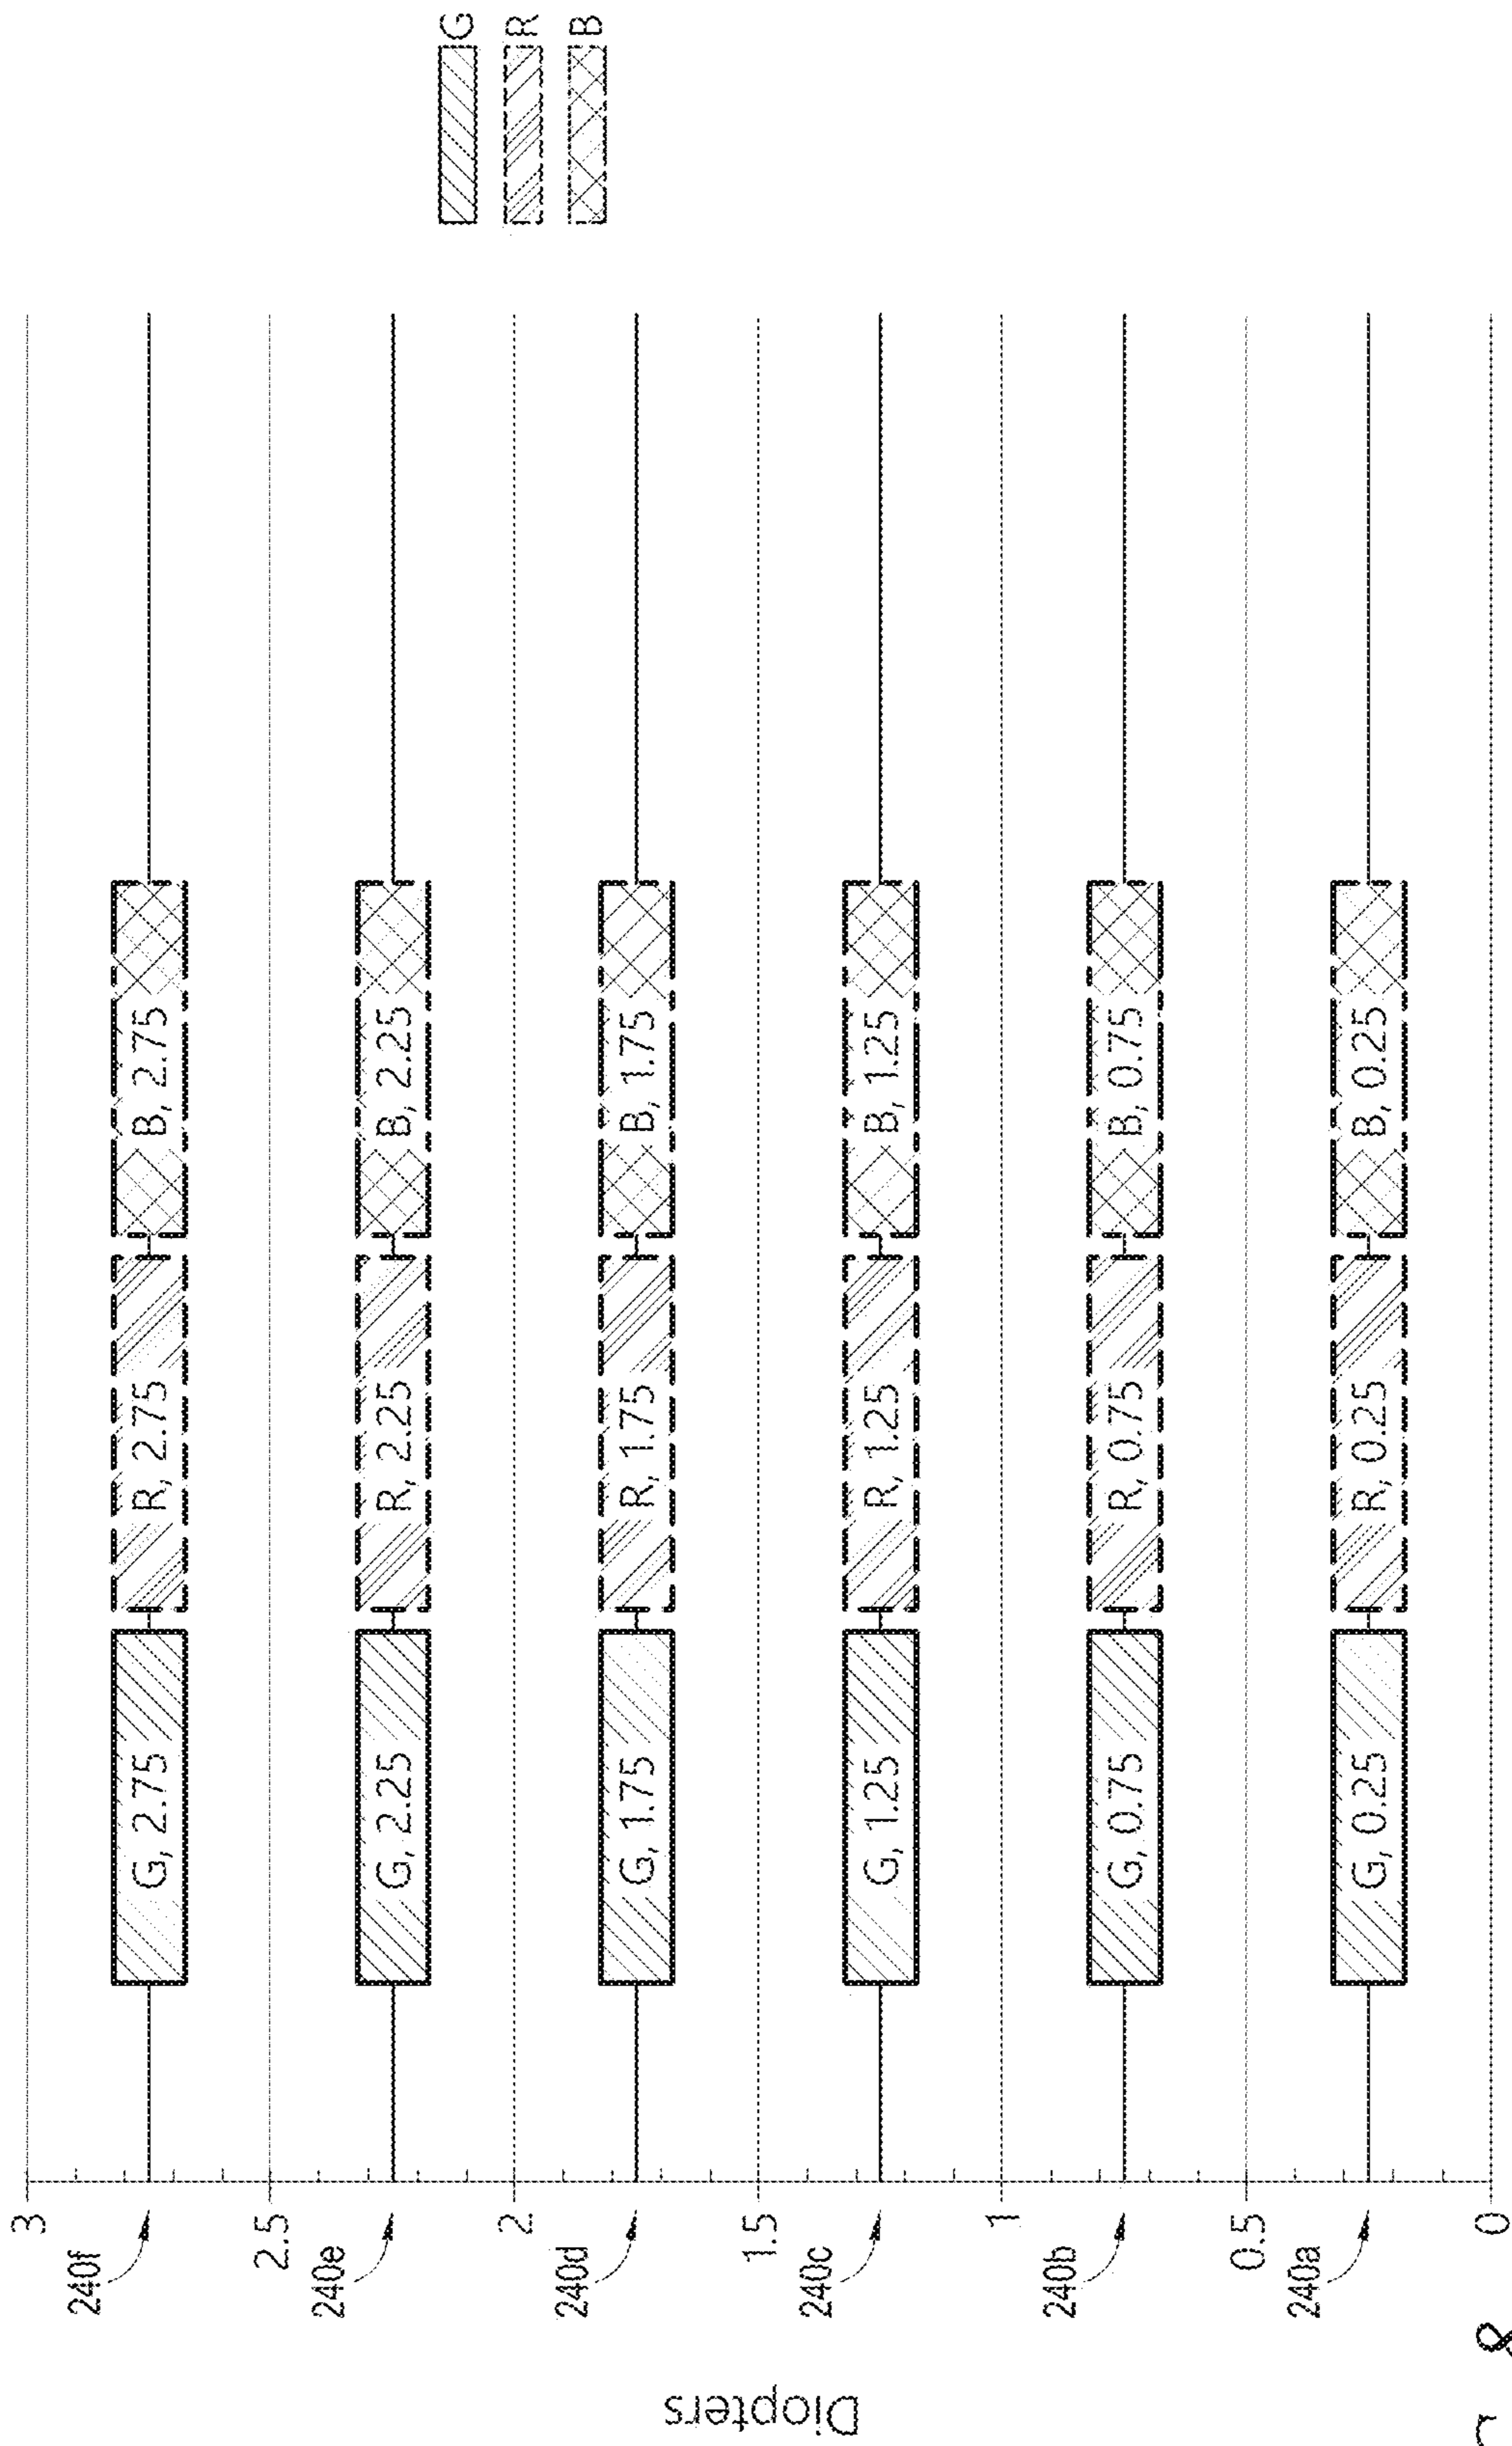 3
240f
G, 2.75
R, 2.75
B, 2.75
2.5
240e
G, 2.25
R, 2.25
B, 2.25
2
240d
G, 1.75
R, 1.75
B, 1.75
1.5
240c
G, 1.25
R, 1.25
B, 1.25
1
240b
G, 0.75
R, 0.75
B, 0.75
0.5
240a
G, 0.25
R, 0.25
B, 0.25
0
Diopters
G
R
B